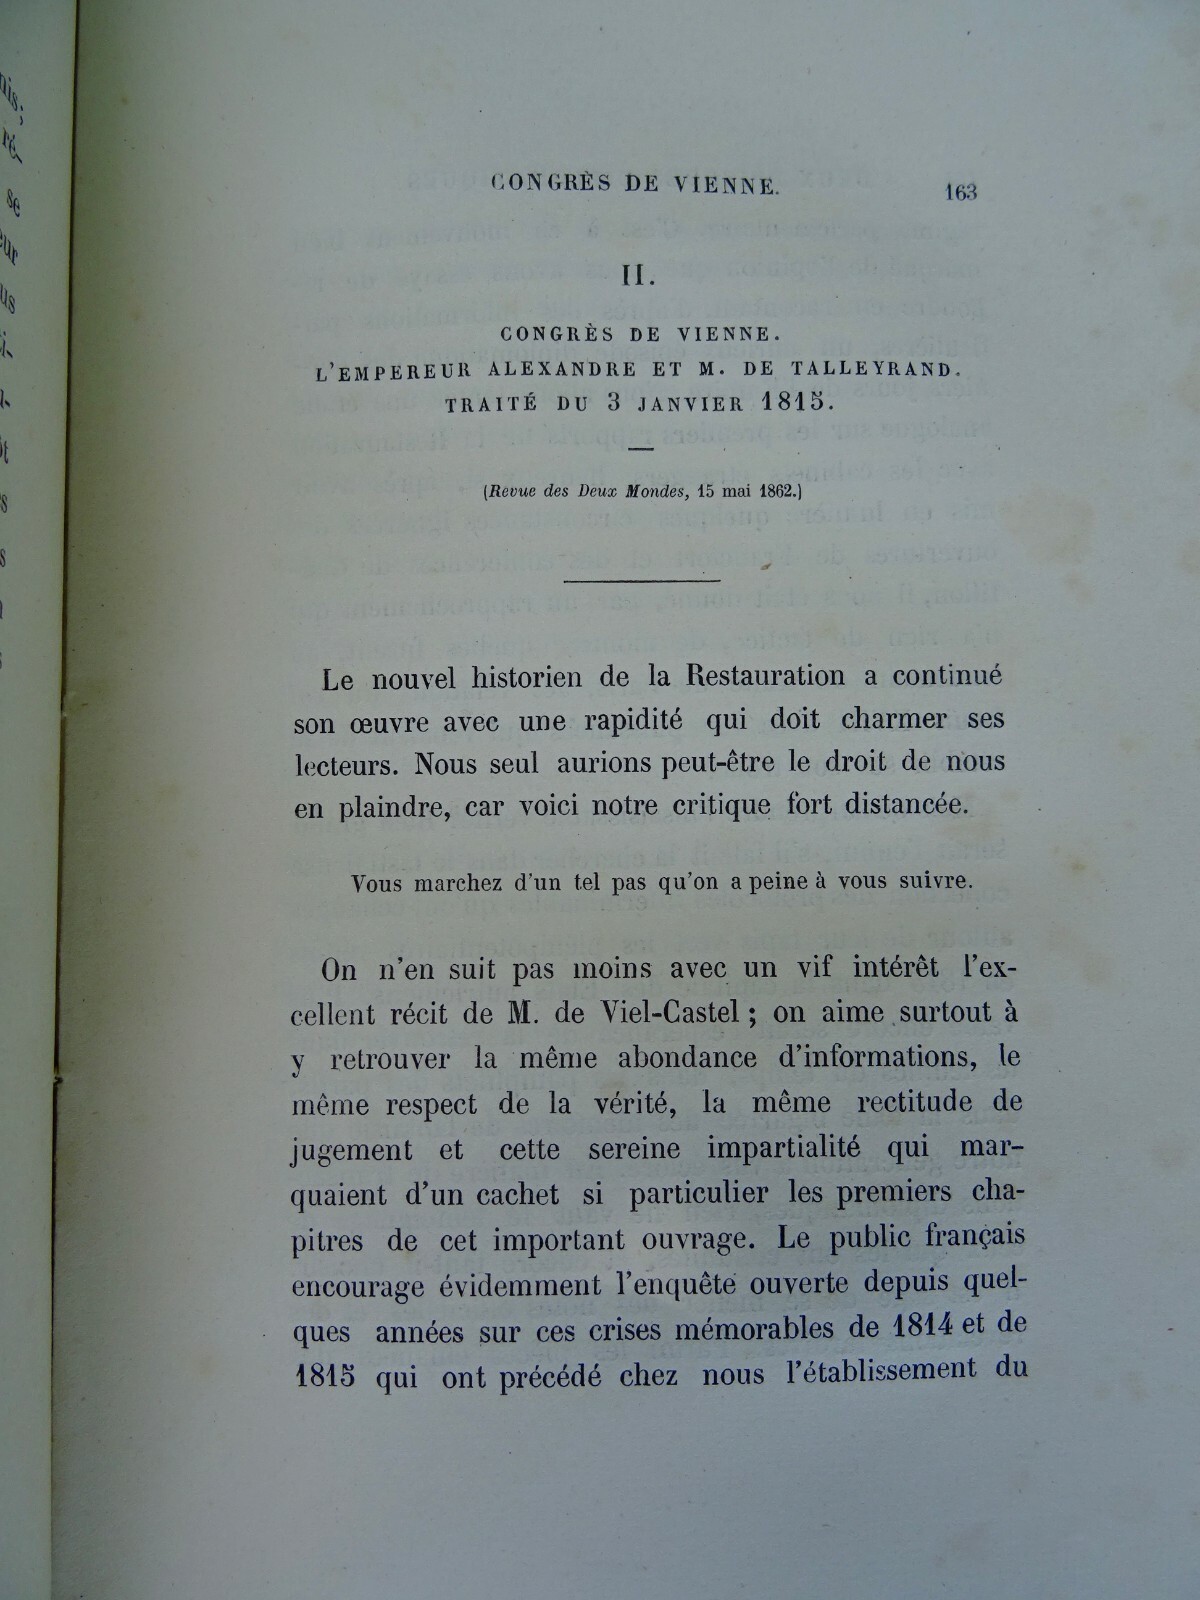 CONGRÈS DE VIENNE. 163
II.
CONGRÈS DE VIENNE.
L'EMPEREUR ALEXANDRE ET M. DE TALLEYRAND.
TRAITÉ DU 3 JANVIER 1815.
(Revue des Deux Mondes, 15 mai 1862.)
Le nouvel historien de la Restauration a continué
son œuvre avec une rapidité qui doit charmer ses
lecteurs. Nous seul aurions peut-être le droit de nous
en plaindre, car voici notre critique fort distancée.
Vous marchez d'un tel pas qu'on a peine à vous suivre.
On n'en suit pas moins avec un vif intérêt l'ex-
cellent récit de M. de Viel-Castel ; on aime surtout à
y retrouver la même abondance d'informations, le
même respect de la vérité, la même rectitude de
jugement et cette sereine impartialité qui mar-
quaient d'un cachet si particulier les premiers cha-
pitres de cet important ouvrage. Le public français
encourage évidemment l'enquête ouverte depuis quel-
ques années sur ces crises mémorables de 1814 et de
1815 qui ont précédé chez nous l'établissement du
nis;
ré-
se
us